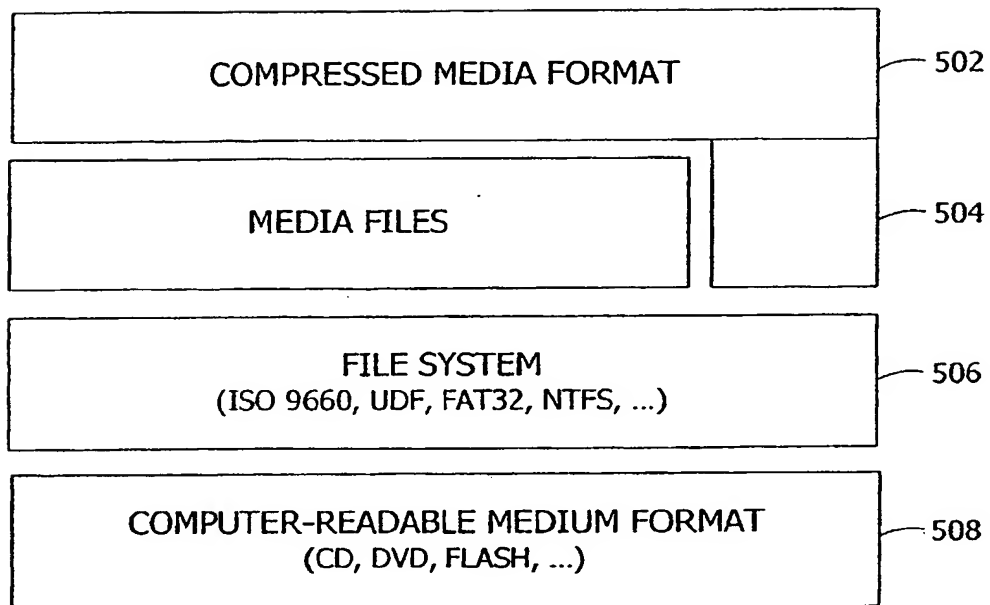 COMPRESSED MEDIA FORMAT
502
MEDIA FILES
504
FILE SYSTEM
(ISO 9660, UDF, FAT32, NTFS, ...)
506
COMPUTER-READABLE MEDIUM FORMAT
(CD, DVD, FLASH, ...)
508